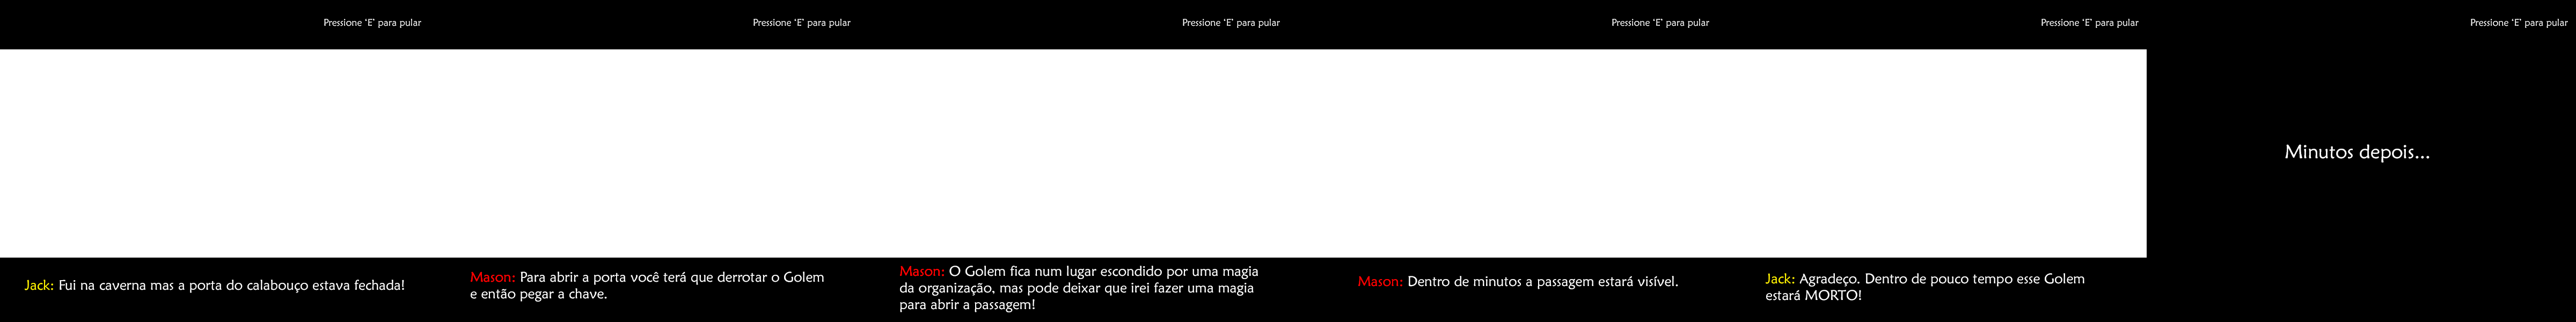 Pressione 'E' para pular
Jack: Fui na caverna mas a porta do calabouço estava fechada!
Pressione 'E' para pular
Mason: Para abrir a porta você terá que derrotar o Golem
e então pegar a chave.
Pressione 'E' para pular
Mason: O Golem fica num lugar escondido por uma magia
da organização, mas pode deixar que irei fazer uma magia
para abrir a passagem!
Pressione 'E' para pular
Mason: Dentro de minutos a passagem estará visível.
Pressione 'E' para pular
Jack: Agradeço. Dentro de pouco tempo esse Golem
estará MORTO!
Pressione 'E' para pular
Minutos depois...